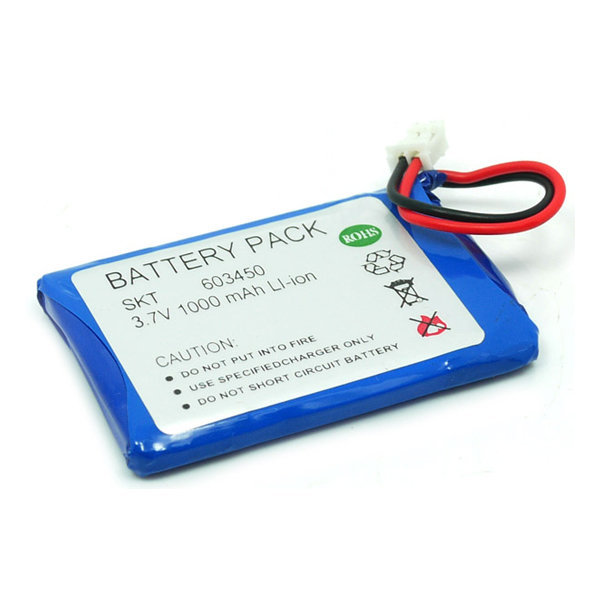 BATTERY PACK
ROHS
SKT 603450
3.7V 1000 mAh LI-ion
CAUTION:
● DO NOT PUT INTO FIRE
● USE SPECIFIEDCHARGER ONLY
● DO NOT SHORT CIRCUIT BATTERY